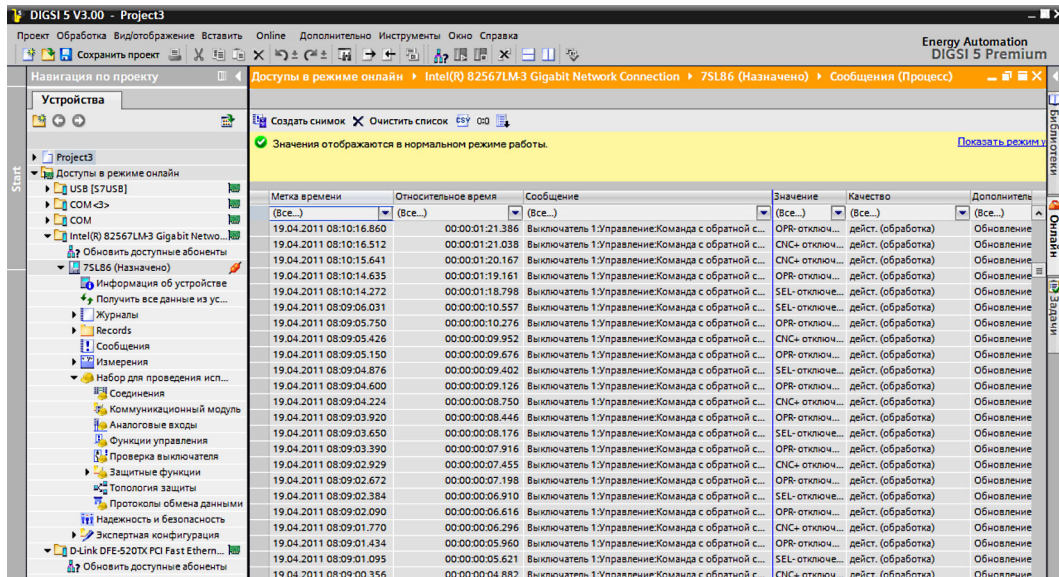 DIGSI 5 V3.00 - Project3
Проект Обработка Вид/отображение Вставить Online Дополнительно Инструменты Окно Справка
Energy Automation
DIGSI 5 Premium
Сохранить проект
Навигация по проекту
Доступы в режиме онлайн Intel(R) 82567LM-3 Gigabit Network Connection 7SL86 (Назначено) Сообщения (Процесс)
Устройства
Создать снимок Очистить список CSV
Значения отображаются в нормальном режиме работы.
Показать режим у
Start
Project3
Доступы в режиме онлайн
USB [S7USB]
COM <3>
COM
Intel(R) 82567LM-3 Gigabit Netwo...
Обновить доступные абоненты
7SL86 (Назначено)
Информация об устройстве
Получить все данные из ус...
Журналы
Records
Сообщения
Измерения
Набор для проведения исп...
Соединения
Коммуникационный модуль
Аналоговые входы
Функции управления
Проверка выключателя
Защитные функции
Топология защиты
Протоколы обмена данными
Надежность и безопасность
Экспертная конфигурация
D-Link DFE-520TX PCI Fast Ethern...
Обновить доступные абоненты
Метка времени Относительное время Сообщение Значение Качество Дополнитель
(Все...) (Все...) (Все...) (Все...) (Все...) (Все...)
19.04.2011 08:10:16.860 00:00:01:21.386 Выключатель 1:Управление:Команда с обратной с... OPR- отключ... дейст. (обработка) Обновление
19.04.2011 08:10:16.512 00:00:01:21.038 Выключатель 1:Управление:Команда с обратной с... CNC+ отключ... дейст. (обработка) Обновление
19.04.2011 08:10:15.641 00:00:01:20.167 Выключатель 1:Управление:Команда с обратной с... CNC+ отключ... дейст. (обработка) Обновление
19.04.2011 08:10:14.635 00:00:01:19.161 Выключатель 1:Управление:Команда с обратной с... OPR- отключ... дейст. (обработка) Обновление
19.04.2011 08:10:14.272 00:00:01:18.798 Выключатель 1:Управление:Команда с обратной с... SEL- отключе... дейст. (обработка) Обновление
19.04.2011 08:09:06.031 00:00:00:10.557 Выключатель 1:Управление:Команда с обратной с... SEL- отключе... дейст. (обработка) Обновление
19.04.2011 08:09:05.750 00:00:00:10.276 Выключатель 1:Управление:Команда с обратной с... OPR- отключ... дейст. (обработка) Обновление
19.04.2011 08:09:05.426 00:00:00:09.952 Выключатель 1:Управление:Команда с обратной с... CNC+ отключ... дейст. (обработка) Обновление
19.04.2011 08:09:05.150 00:00:00:09.676 Выключатель 1:Управление:Команда с обратной с... OPR- отключ... дейст. (обработка) Обновление
19.04.2011 08:09:04.876 00:00:00:09.402 Выключатель 1:Управление:Команда с обратной с... SEL- отключе... дейст. (обработка) Обновление
19.04.2011 08:09:04.600 00:00:00:09.126 Выключатель 1:Управление:Команда с обратной с... OPR- отключ... дейст. (обработка) Обновление
19.04.2011 08:09:04.224 00:00:00:08.750 Выключатель 1:Управление:Команда с обратной с... CNC+ отключ... дейст. (обработка) Обновление
19.04.2011 08:09:03.920 00:00:00:08.446 Выключатель 1:Управление:Команда с обратной с... OPR- отключ... дейст. (обработка) Обновление
19.04.2011 08:09:03.650 00:00:00:08.176 Выключатель 1:Управление:Команда с обратной с... SEL- отключе... дейст. (обработка) Обновление
19.04.2011 08:09:03.390 00:00:00:07.916 Выключатель 1:Управление:Команда с обратной с... OPR- отключ... дейст. (обработка) Обновление
19.04.2011 08:09:02.929 00:00:00:07.455 Выключатель 1:Управление:Команда с обратной с... CNC+ отключ... дейст. (обработка) Обновление
19.04.2011 08:09:02.672 00:00:00:07.198 Выключатель 1:Управление:Команда с обратной с... OPR- отключ... дейст. (обработка) Обновление
19.04.2011 08:09:02.384 00:00:00:06.910 Выключатель 1:Управление:Команда с обратной с... SEL- отключе... дейст. (обработка) Обновление
19.04.2011 08:09:02.090 00:00:00:06.616 Выключатель 1:Управление:Команда с обратной с... OPR- отключ... дейст. (обработка) Обновление
19.04.2011 08:09:01.770 00:00:00:06.296 Выключатель 1:Управление:Команда с обратной с... CNC+ отключ... дейст. (обработка) Обновление
19.04.2011 08:09:01.434 00:00:00:05.960 Выключатель 1:Управление:Команда с обратной с... OPR- отключ... дейст. (обработка) Обновление
19.04.2011 08:09:01.095 00:00:00:05.621 Выключатель 1:Управление:Команда с обратной с... SEL- отключе... дейст. (обработка) Обновление
19.04.2011 08:09:00.356 00:00:00:04.882 Выключатель 1:Управление:Команда с обратной с... CNC+ отключ... дейст. (обработка) Обновление
Библиотеки
Онлайн
Задачи